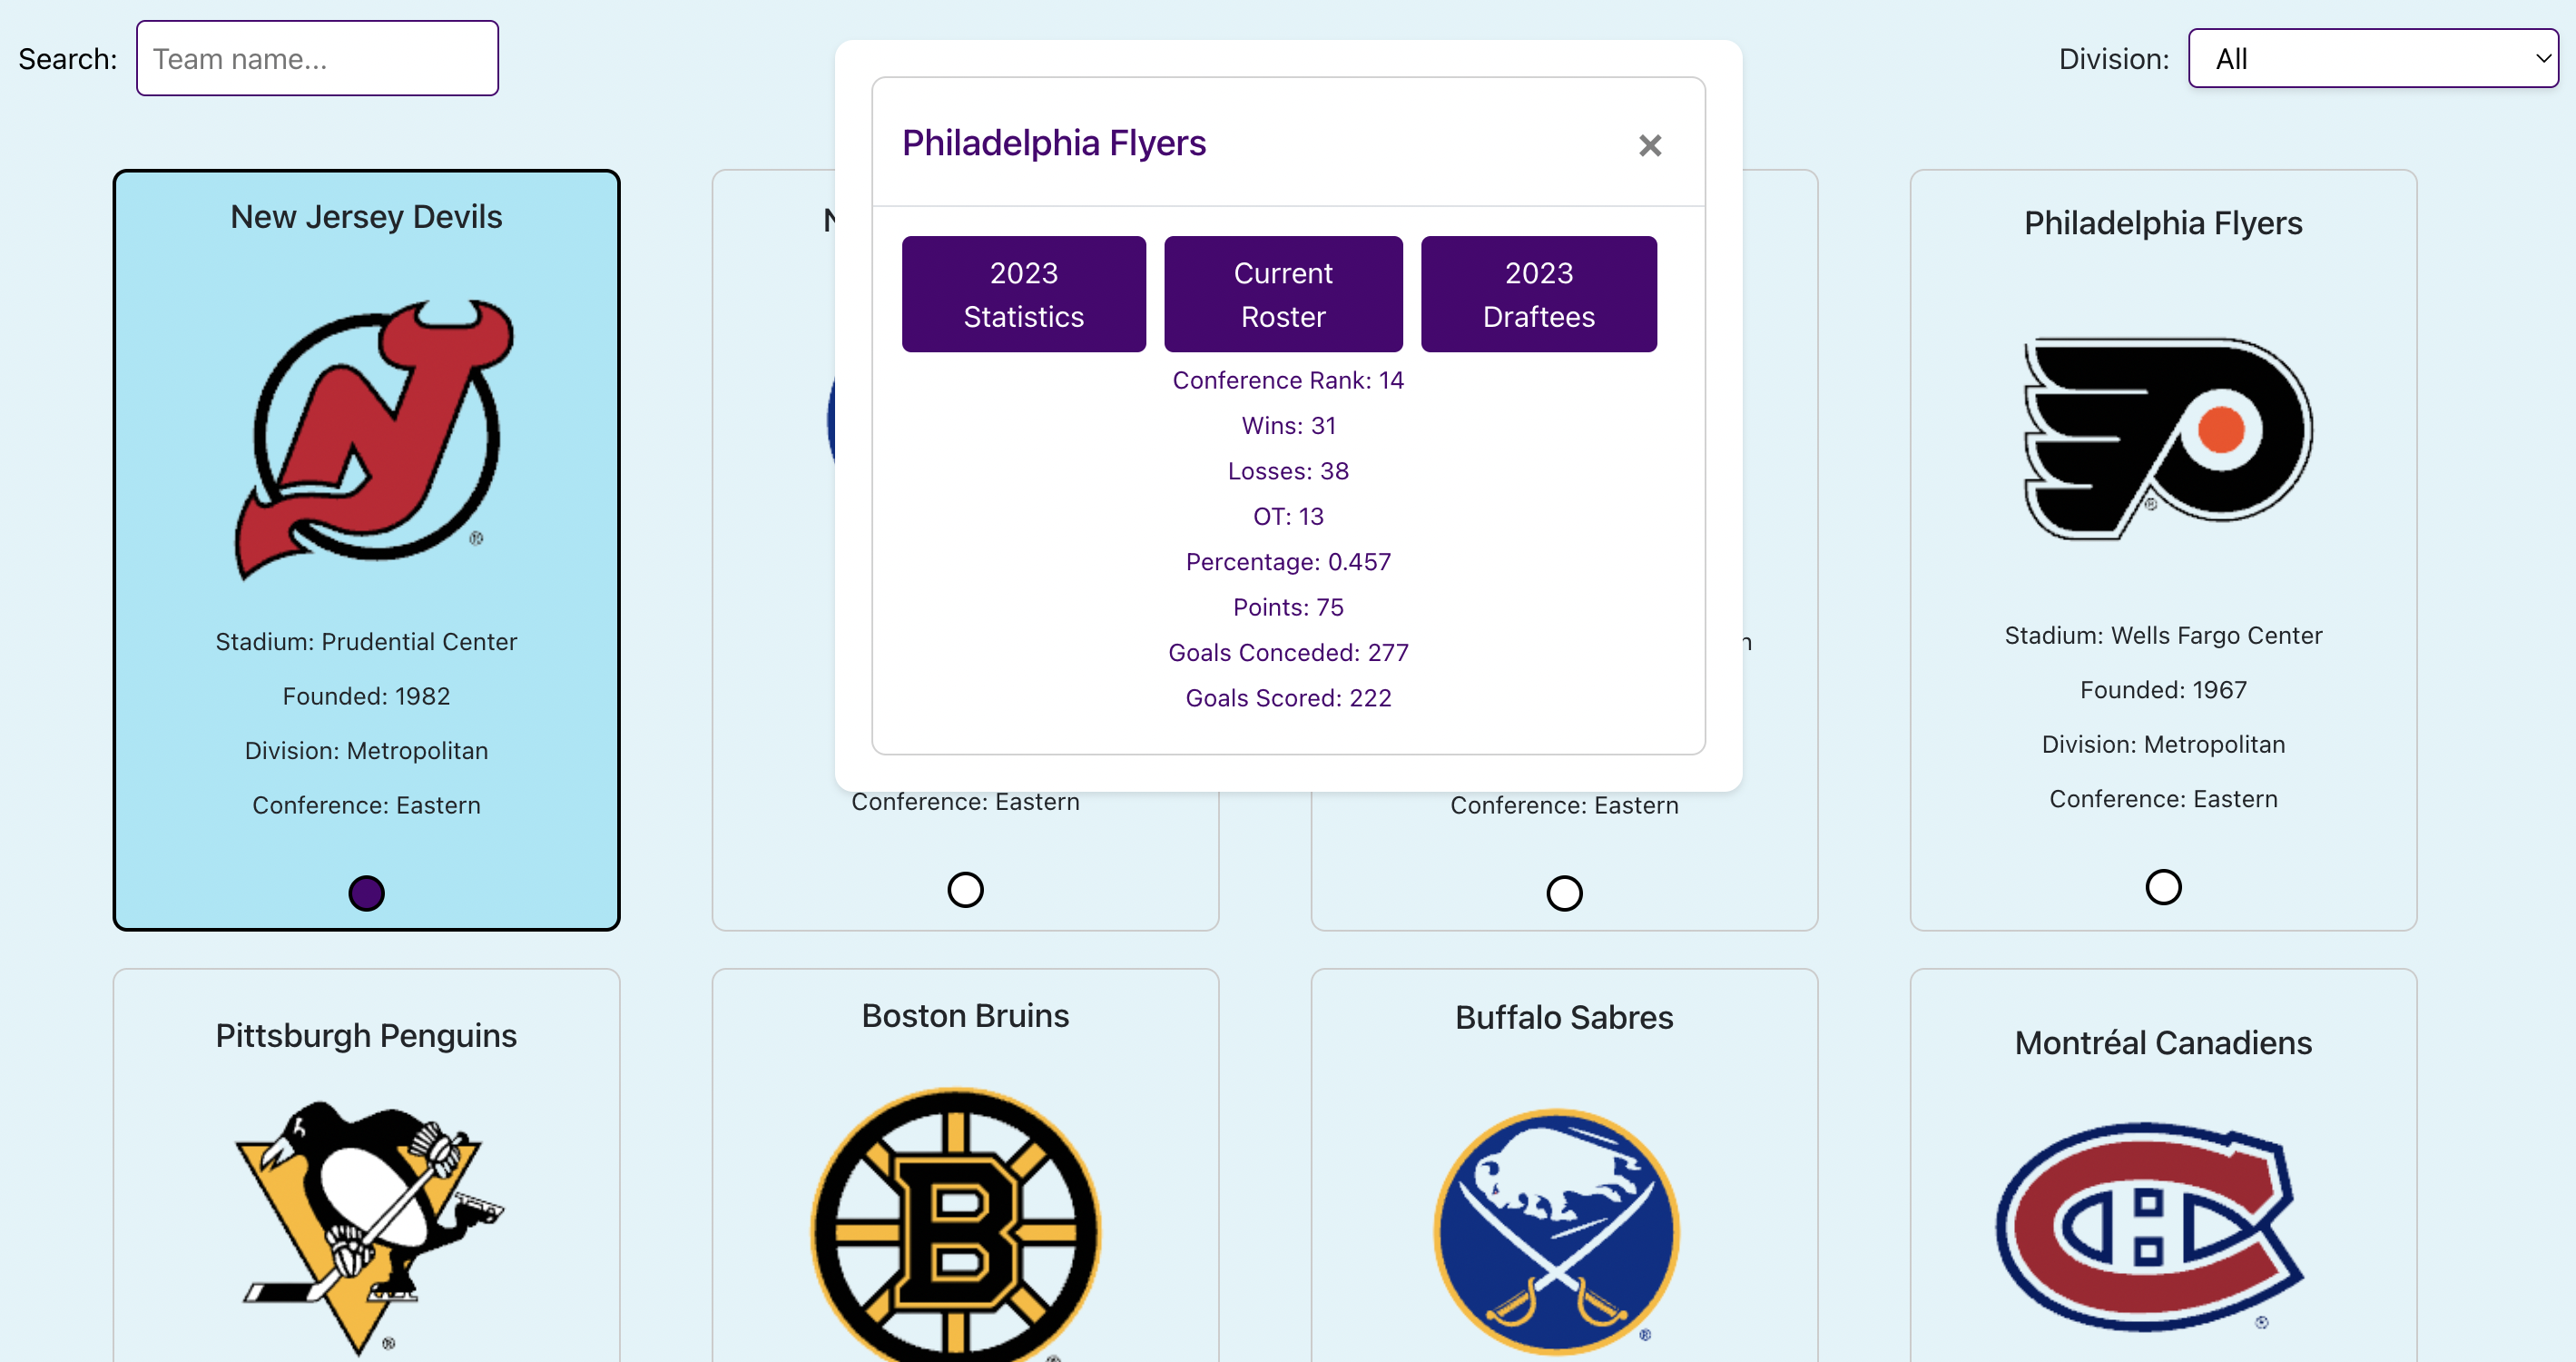 Search:
Team name...
Division:
All
Philadelphia Flyers
×
2023
Statistics
Current
Roster
2023
Draftees
Conference Rank: 14
Wins: 31
Losses: 38
OT: 13
Percentage: 0.457
Points: 75
Goals Conceded: 277
Goals Scored: 222
New Jersey Devils
Stadium: Prudential Center
Founded: 1982
Division: Metropolitan
Conference: Eastern
Conference: Eastern
Conference: Eastern
Philadelphia Flyers
Stadium: Wells Fargo Center
Founded: 1967
Division: Metropolitan
Conference: Eastern
Pittsburgh Penguins
Boston Bruins
B
Buffalo Sabres
Montréal Canadiens